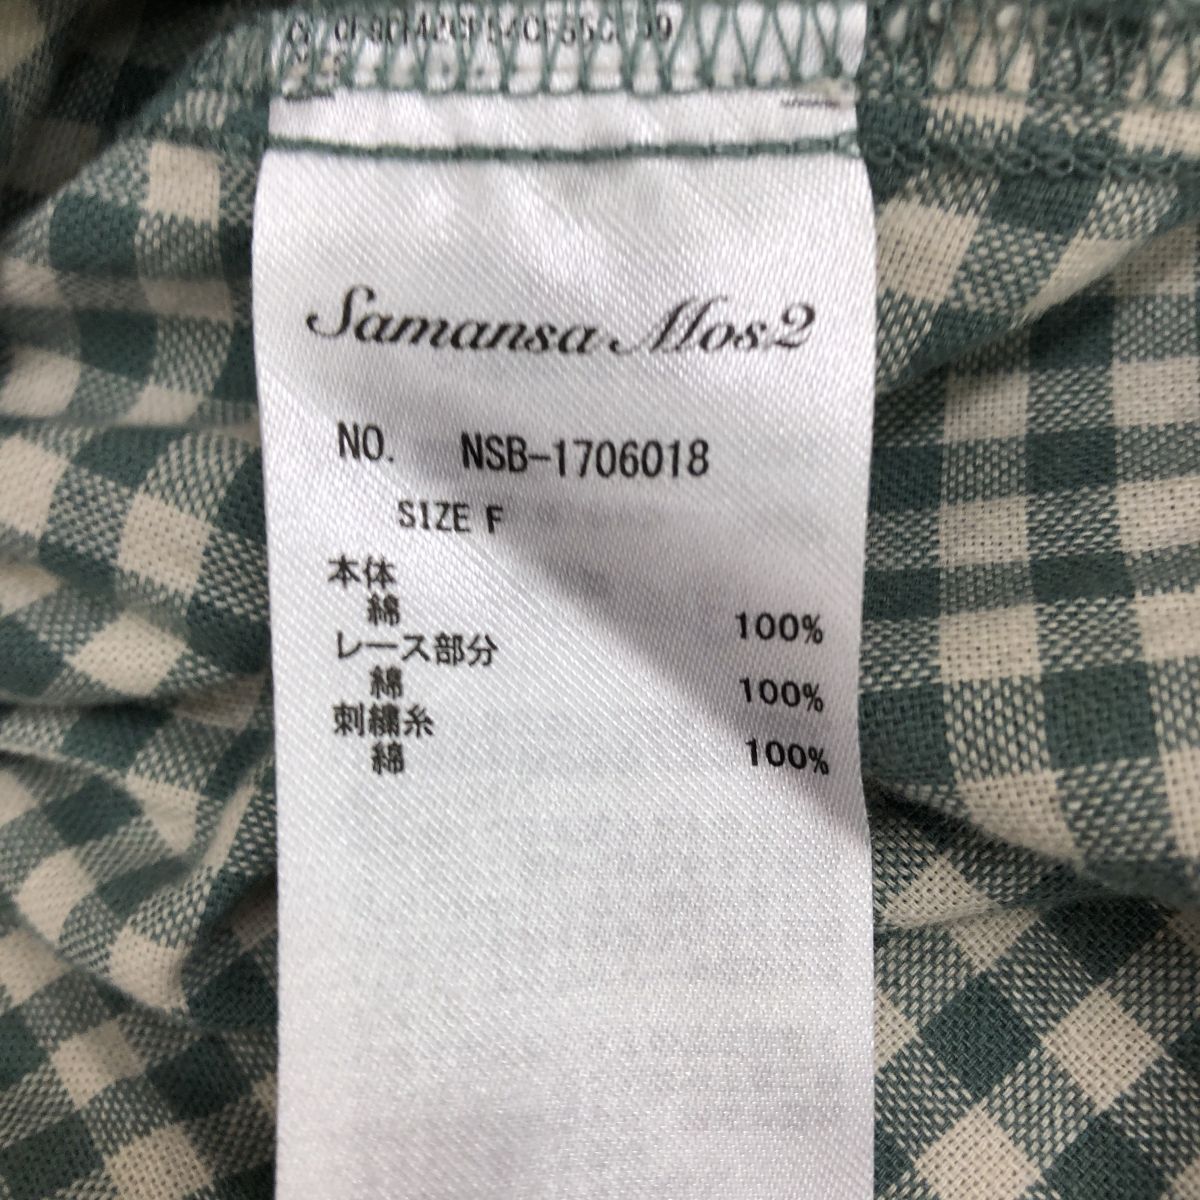 Samansa Mos2
NO. NSB-1706018
SIZE F
本体
綿 100%
レース部分
綿 100%
刺繍糸
綿 100%